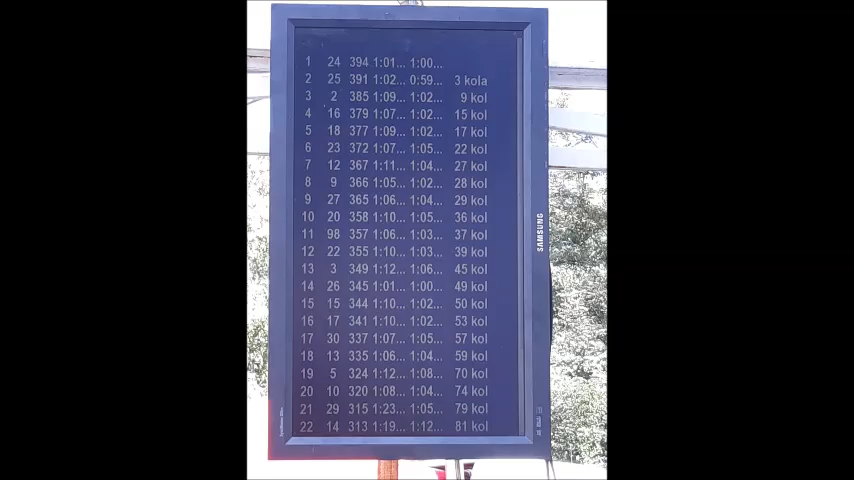 1 24 394 1:01... 1:00...
2 25 391 1:02... 0:59... 3 kola
3 2 385 1:09... 1:02... 9 kol
4 16 379 1:07... 1:02... 15 kol
5 18 377 1:09... 1:02... 17 kol
6 23 372 1:07... 1:05... 22 kol
7 12 367 1:11... 1:04... 27 kol
8 9 366 1:05... 1:02... 28 kol
9 27 365 1:06... 1:04... 29 kol
10 20 358 1:10... 1:05... 36 kol
11 98 357 1:06... 1:03... 37 kol
12 22 355 1:10... 1:03... 39 kol
13 3 349 1:12... 1:06... 45 kol
14 26 345 1:01... 1:00... 49 kol
15 15 344 1:10... 1:02... 50 kol
16 17 341 1:10... 1:02... 53 kol
17 30 337 1:07... 1:05... 57 kol
18 13 335 1:06... 1:04... 59 kol
19 5 324 1:12... 1:08... 70 kol
20 10 320 1:08... 1:04... 74 kol
21 29 315 1:23... 1:05... 79 kol
22 14 313 1:19... 1:12... 81 kol
SAMSUNG